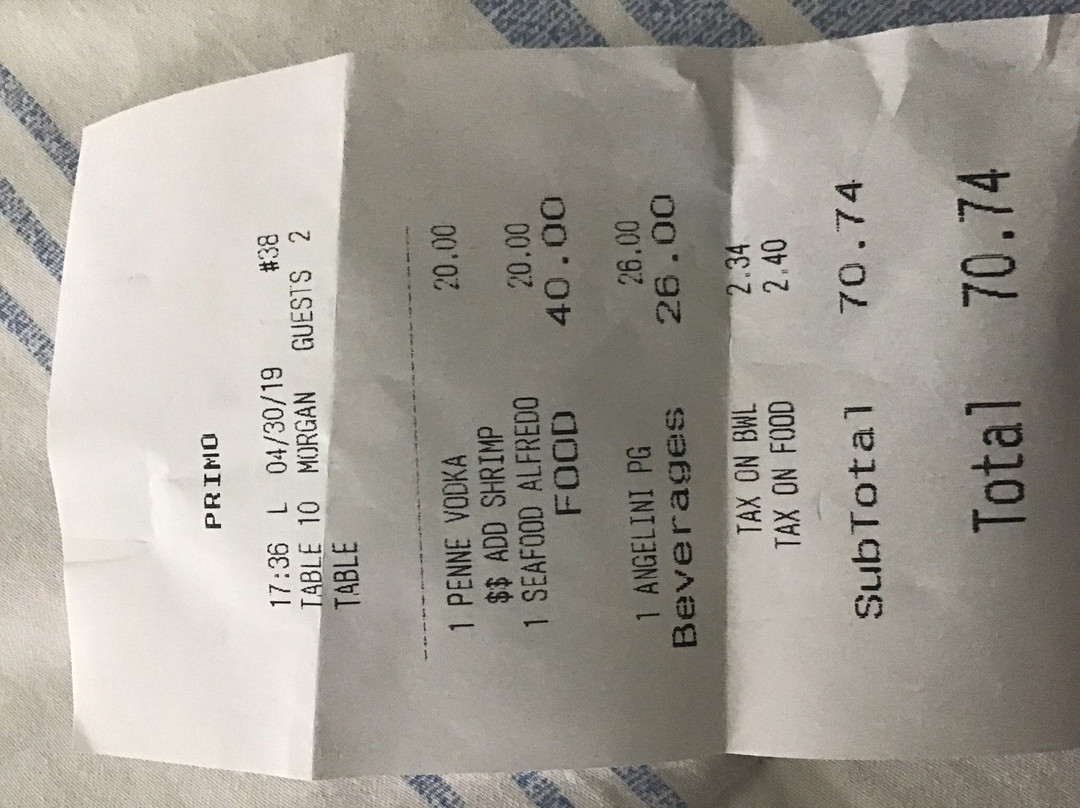 PRIMO
17:36 L 04/30/19 #38
TABLE 10 MORGAN GUESTS 2
TABLE
1 PENNE VODKA 20.00
$$ ADD SHRIMP
1 SEAFOOD ALFREDO 20.00
FOOD 40.00
1 ANGELINI PG 26.00
Beverages 26.00
TAX ON BWL 2.34
TAX ON FOOD 2.40
SubTotal 70.74
Total 70.74